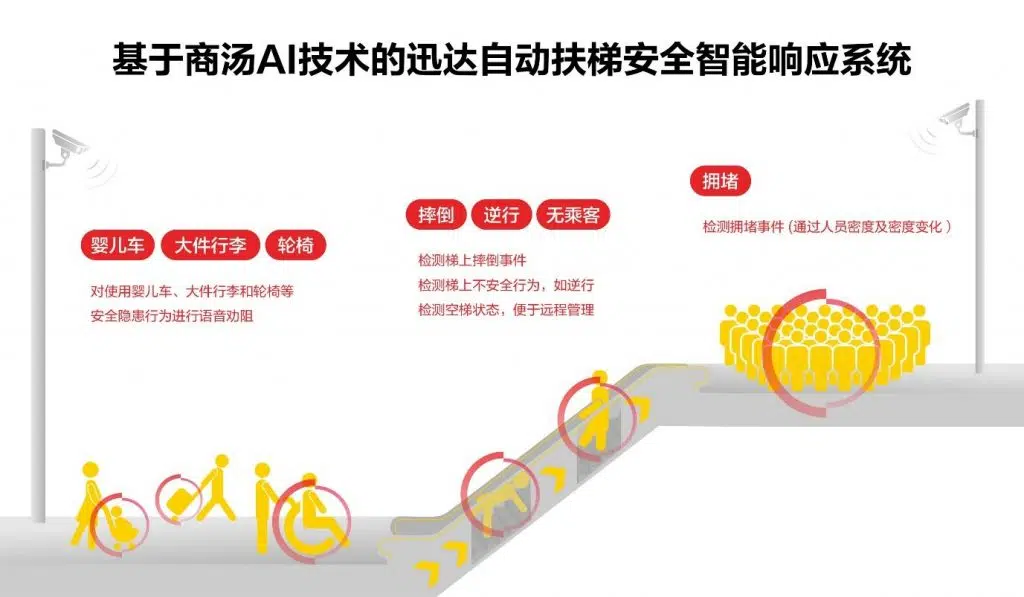 基于商汤AI技术的迅达自动扶梯安全智能响应系统
婴儿车
大件行李
轮椅
对使用婴儿车、大件行李和轮椅等
安全隐患行为进行语音劝阻
摔倒
逆行
无乘客
检测梯上摔倒事件
检测梯上不安全行为，如逆行
检测空梯状态，便于远程管理
拥堵
检测拥堵事件(通过人员密度及密度变化)